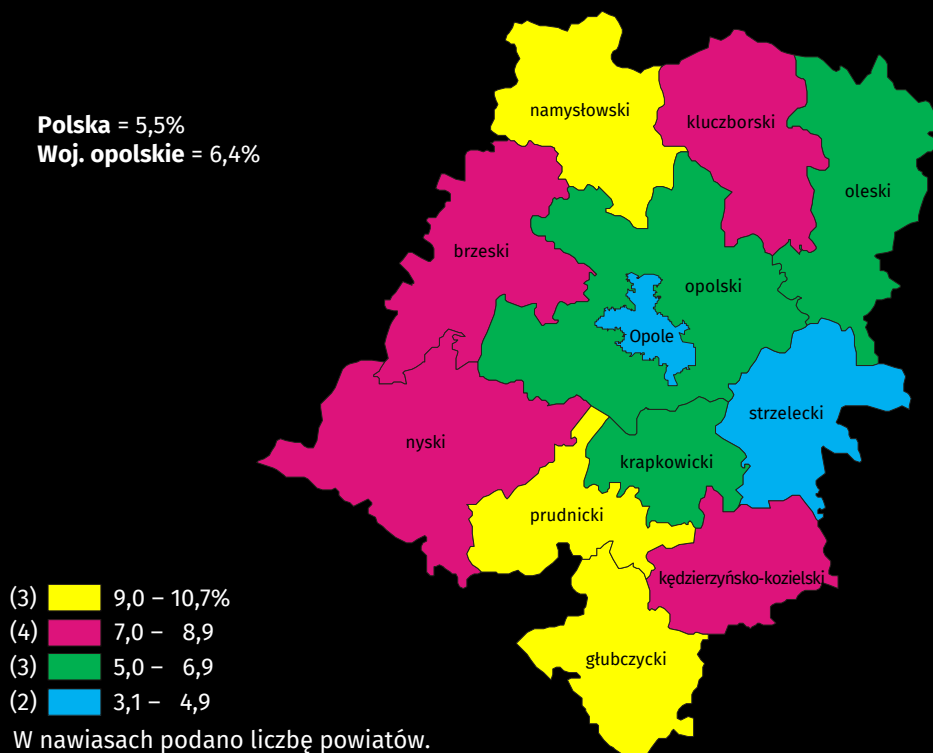 Polska = 5,5%
Woj. opolskie = 6,4%
namysłowski
kluczborski
oleski
brzeski
opolski
Opole
strzelecki
nyski
krapkowicki
prudnicki
kędzierzyńsko-kozielski
głubczycki
(3) 9,0 – 10,7%
(4) 7,0 – 8,9
(3) 5,0 – 6,9
(2) 3,1 – 4,9
W nawiasach podano liczbę powiatów.